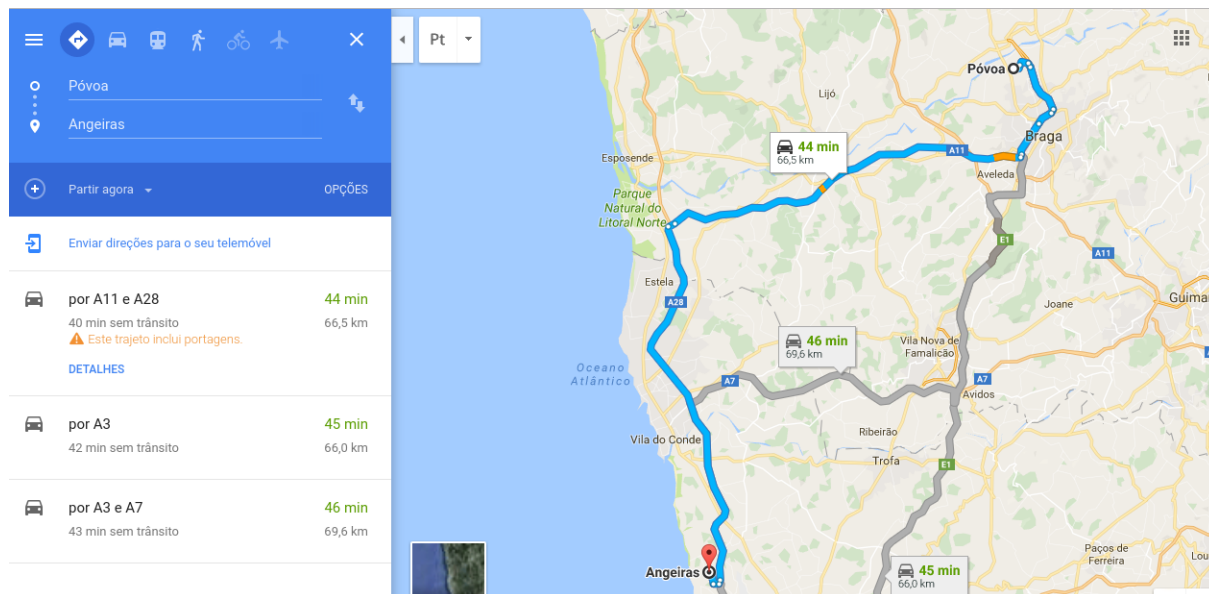 Póvoa
Angeiras
Partir agora
OPÇÕES
Enviar direções para o seu telemóvel
por A11 e A28
44 min
40 min sem trânsito
66,5 km
Este trajeto inclui portagens.
DETALHES
por A3
45 min
42 min sem trânsito
66,0 km
por A3 e A7
46 min
43 min sem trânsito
69,6 km
Pt
Póvoa
Lijó
Braga
44 min
66,5 km
A11
Esposende
Aveleda
Parque
Natural do
Litoral Norte
E1
A11
Estela
A28
Guima
Joane
46 min
69,6 km
Vila Nova de
Famalicão
Oceano
Atlântico
A7
A7
Avidos
Ribeirão
Vila do Conde
Trofa
E1
Paços de
Ferreira
Lou
Angeiras
45 min
66,0 km